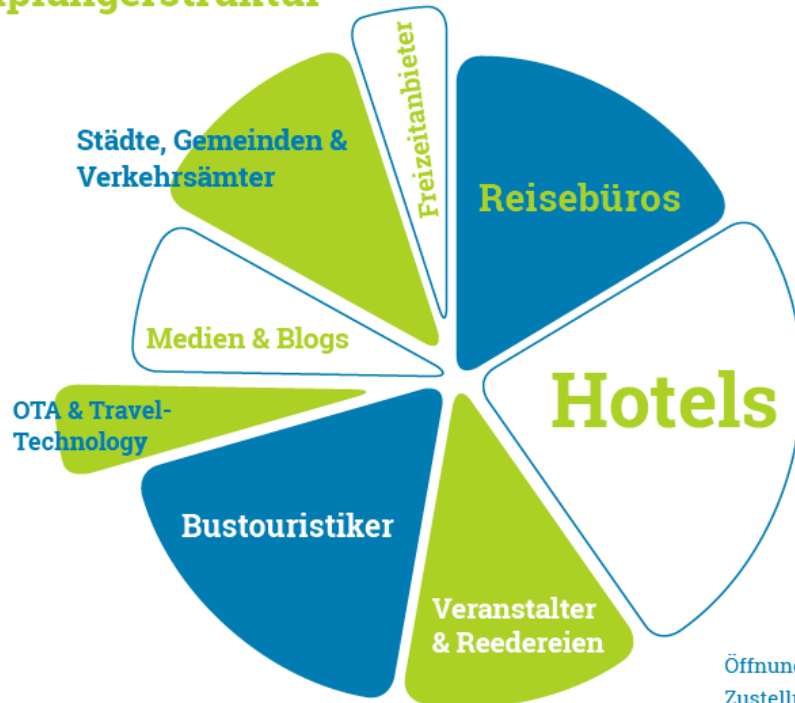 Freizeitanbieter
Städte, Gemeinden &
Verkehrsämter
Reisebüros
Medien & Blogs
Hotels
OTA & Travel-
Technology
Bustouristiker
Veranstalter
& Reedereien